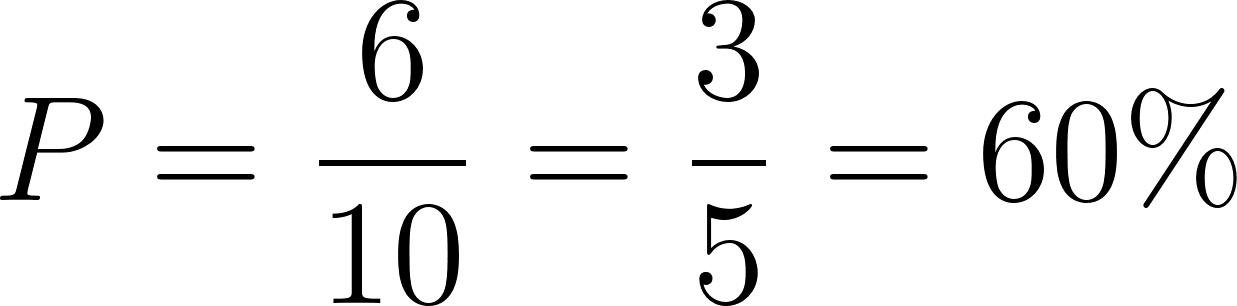 P = 6/10 = 3/5 = 60%